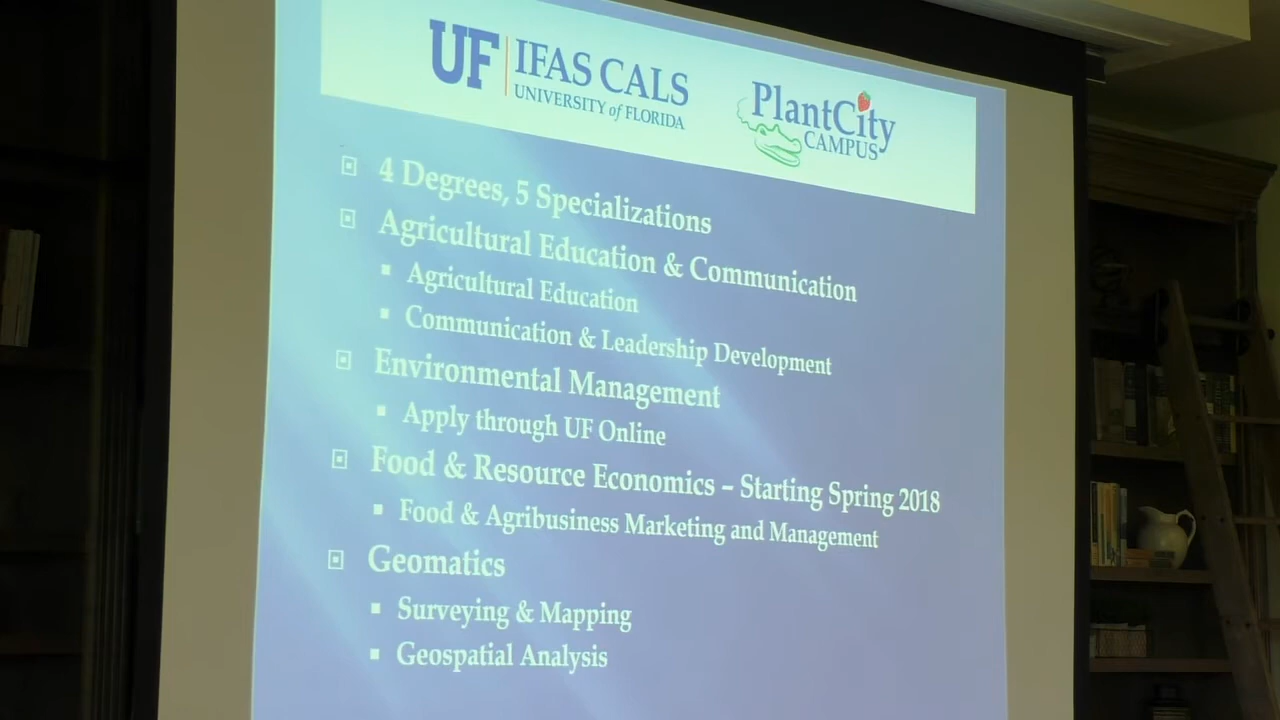 UF IFAS CALS
UNIVERSITY of FLORIDA
PlantCity
CAMPUS
4 Degrees, 5 Specializations
Agricultural Education & Communication
Agricultural Education
Communication & Leadership Development
Environmental Management
Apply through UF Online
Food & Resource Economics – Starting Spring 2018
Food & Agribusiness Marketing and Management
Geomatics
Surveying & Mapping
Geospatial Analysis